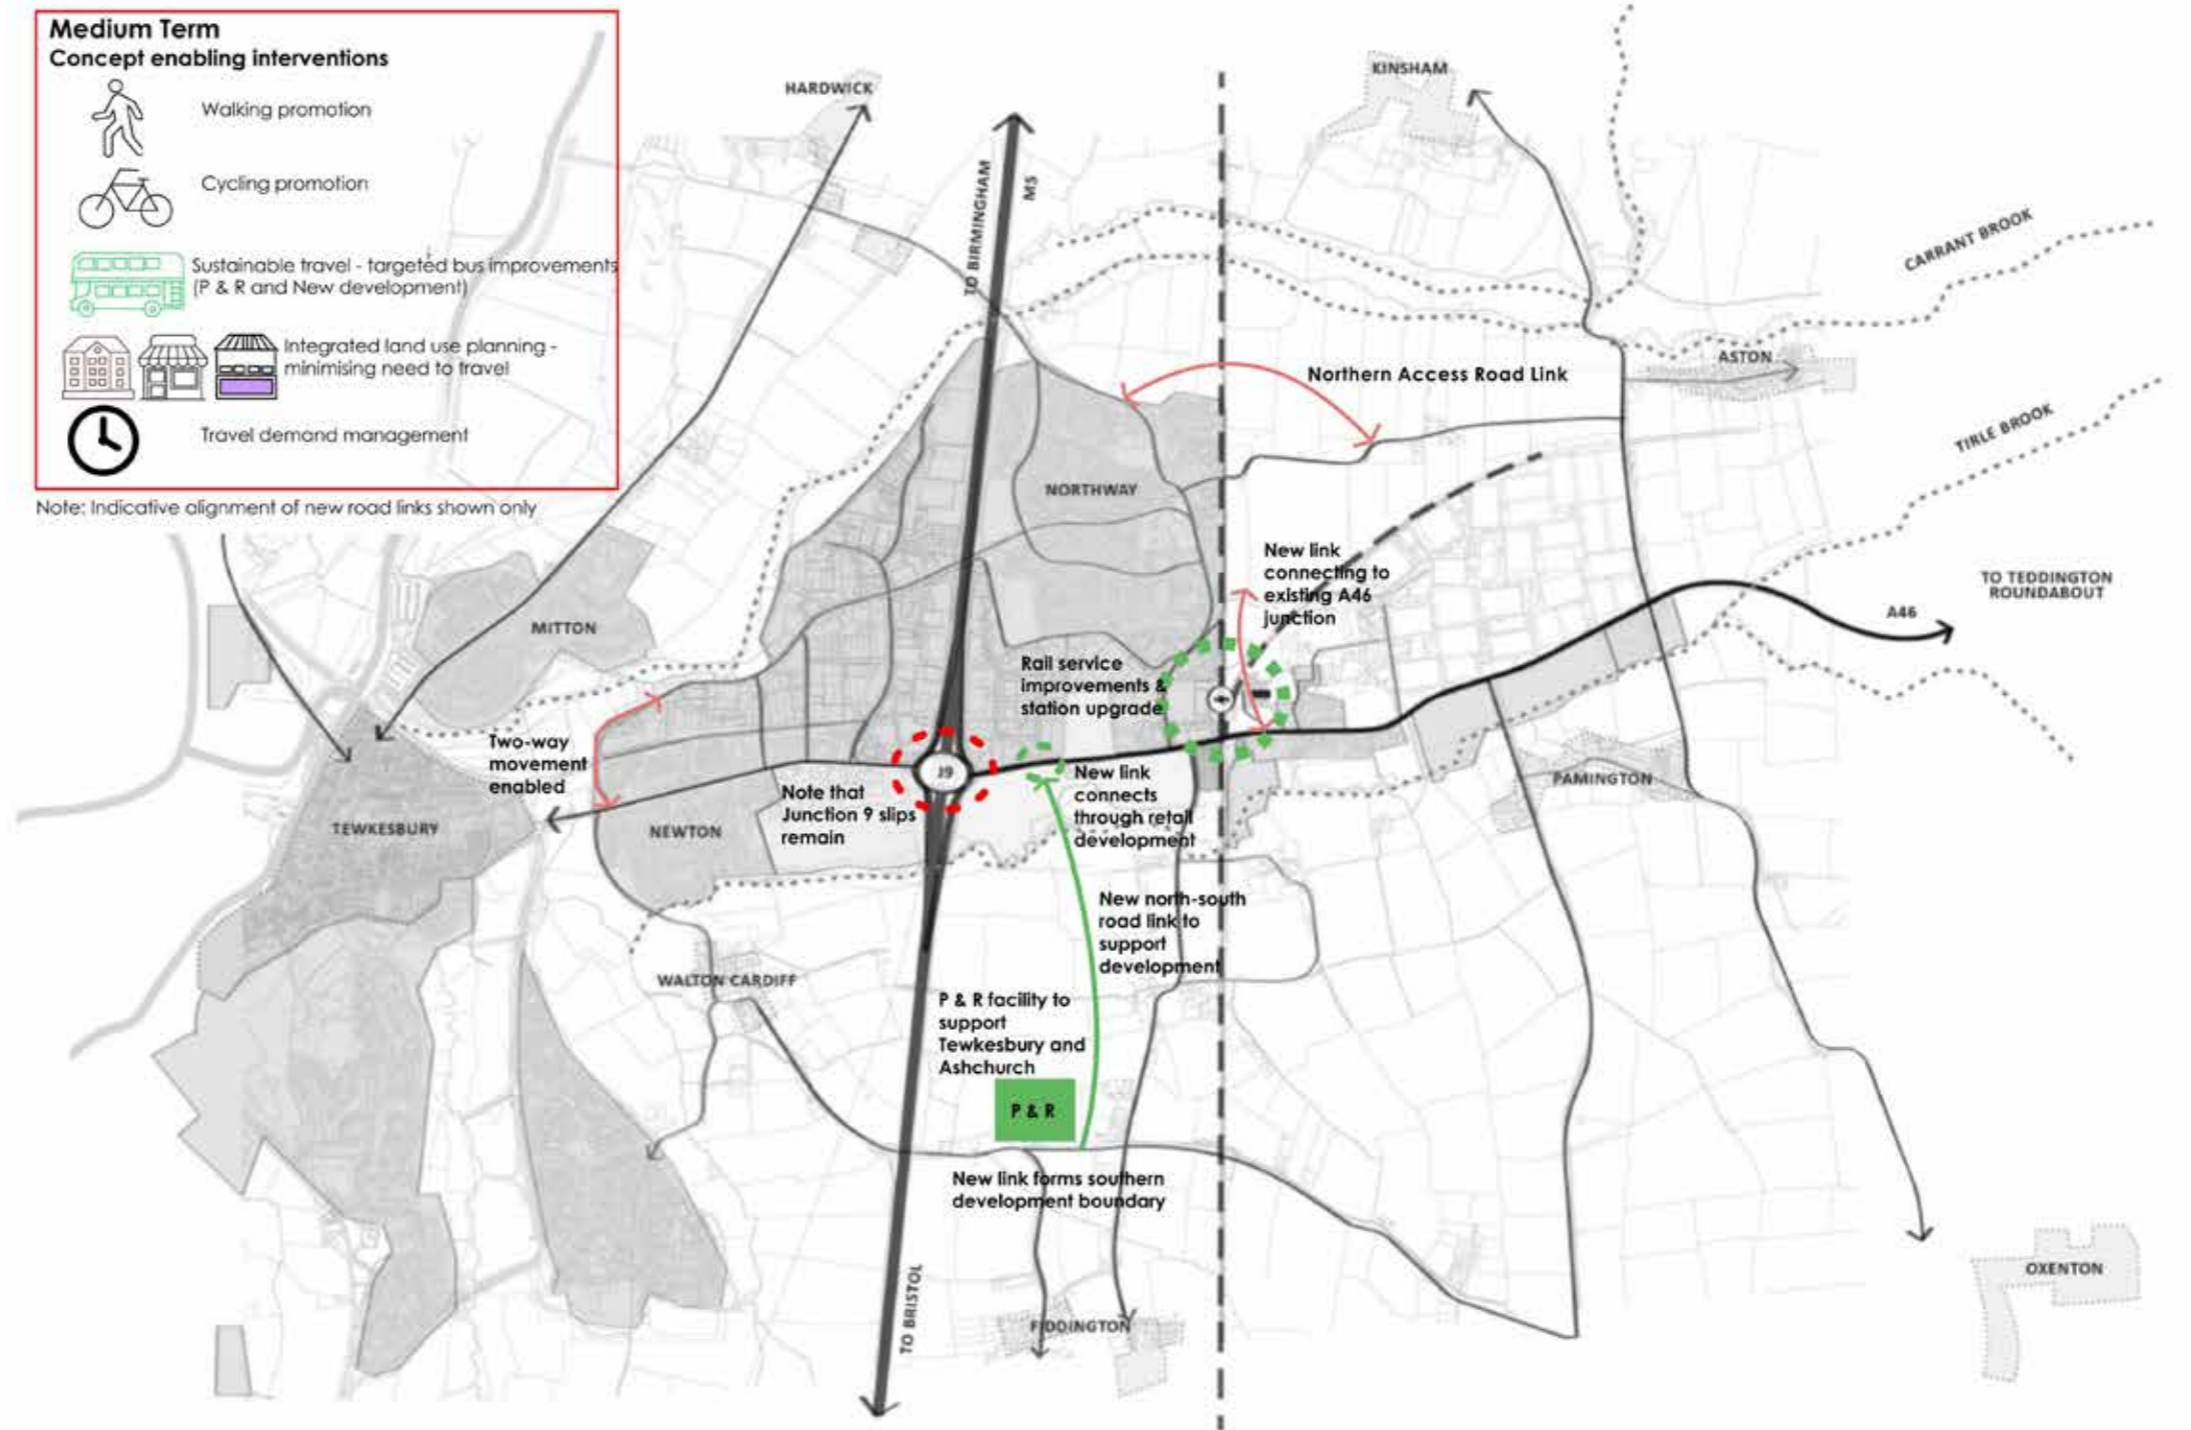 Medium Term
Concept enabling interventions
Walking promotion
Cycling promotion
Sustainable travel - targeted bus improvements
(P & R and New development)
Integrated land use planning -
minimising need to travel
Travel demand management
Note: Indicative alignment of new road links shown only
HARDWICK
KINSHAM
TO BIRMINGHAM
M5
CARRANT BROOK
ASTON
Northern Access Road Link
TIRLE BROOK
NORTHWAY
New link
connecting to
existing A46
junction
TO TEDDINGTON
ROUNDABOUT
A46
MITTON
Rail service
improvements &
station upgrade
Two-way
movement
enabled
J9
New link
connects
through retail
development
PAMINGTON
Note that
Junction 9 slips
remain
TEWKESBURY
NEWTON
New north-south
road link to
support
development
WALTON CARDIFF
P & R facility to
support
Tewkesbury and
Ashchurch
P & R
New link forms southern
development boundary
TO BRISTOL
FIDDINGTON
OXENTON